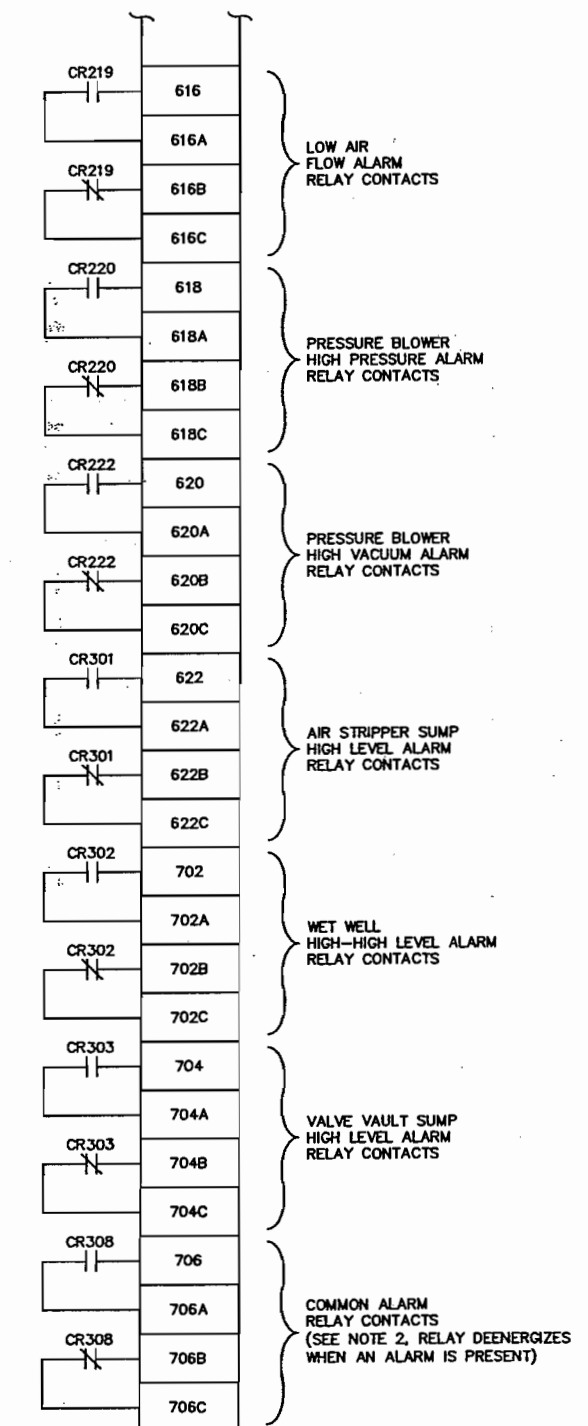 CR219
616
616A
LOW AIR
FLOW ALARM
RELAY CONTACTS
CR219
616B
616C
CR220
618
618A
PRESSURE BLOWER
HIGH PRESSURE ALARM
RELAY CONTACTS
CR220
618B
618C
CR222
620
620A
PRESSURE BLOWER
HIGH VACUUM ALARM
RELAY CONTACTS
CR222
620B
620C
CR301
622
622A
AIR STRIPPER SUMP
HIGH LEVEL ALARM
RELAY CONTACTS
CR301
622B
622C
CR302
702
702A
WET WELL
HIGH-HIGH LEVEL ALARM
RELAY CONTACTS
CR302
702B
702C
CR303
704
704A
VALVE VAULT SUMP
HIGH LEVEL ALARM
RELAY CONTACTS
CR303
704B
704C
CR308
706
706A
COMMON ALARM
RELAY CONTACTS
(SEE NOTE 2, RELAY DEENERGIZES
WHEN AN ALARM IS PRESENT)
CR308
706B
706C